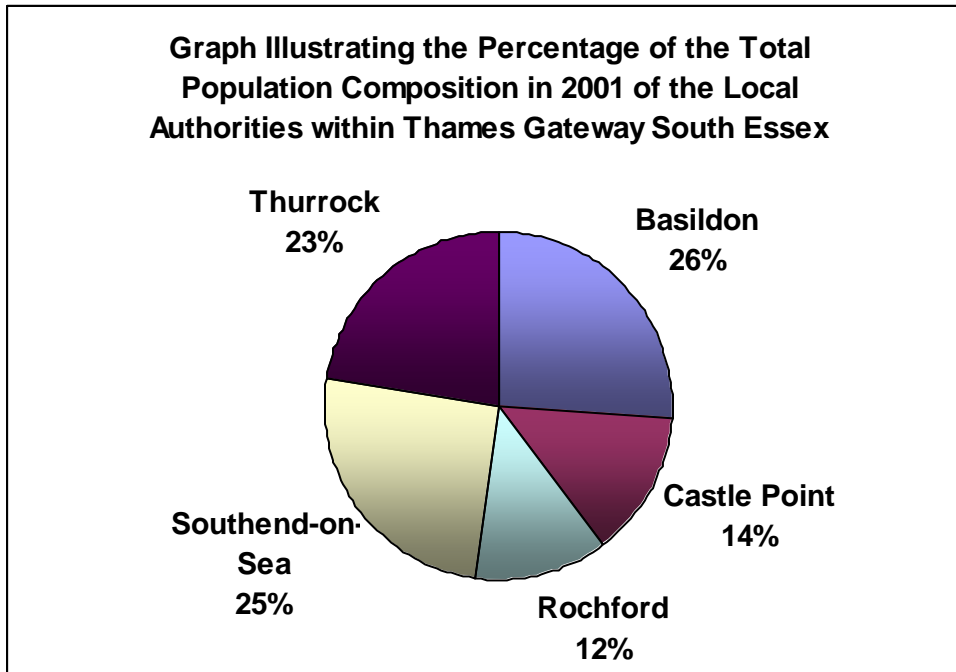 Graph Illustrating the Percentage of the Total
Population Composition in 2001 of the Local
Authorities within Thames Gateway South Essex
Thurrock
23%
Basildon
26%
Castle Point
14%
Southend-on-
Sea
25%
Rochford
12%